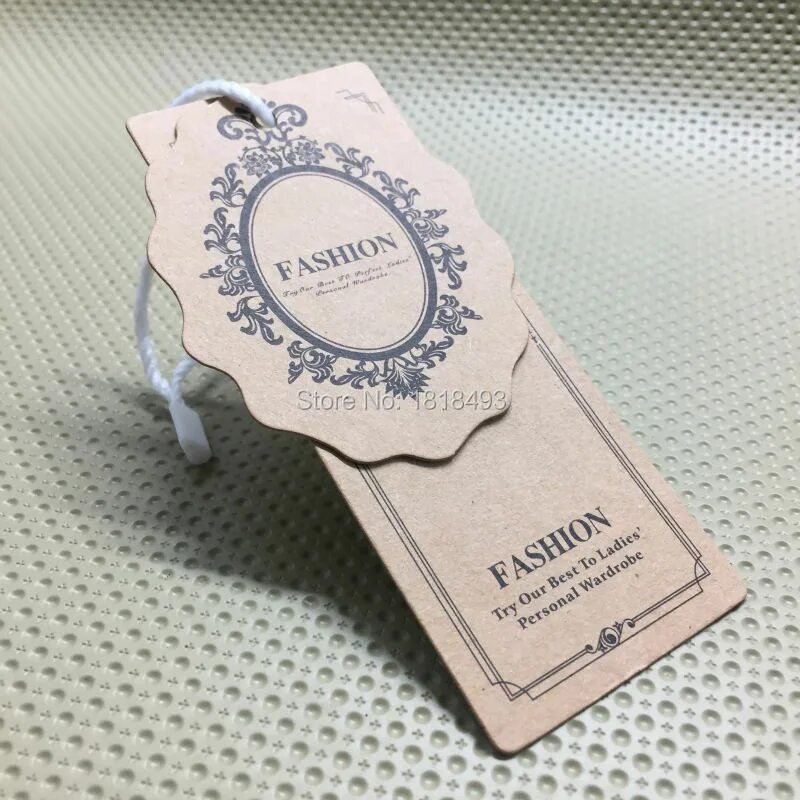 FASHION
Try Our Best TO Perfect Ladies'
Personal Wardrobe
Store No: 1818493
FASHION
Try Our Best To Ladies'
Personal Wardrobe